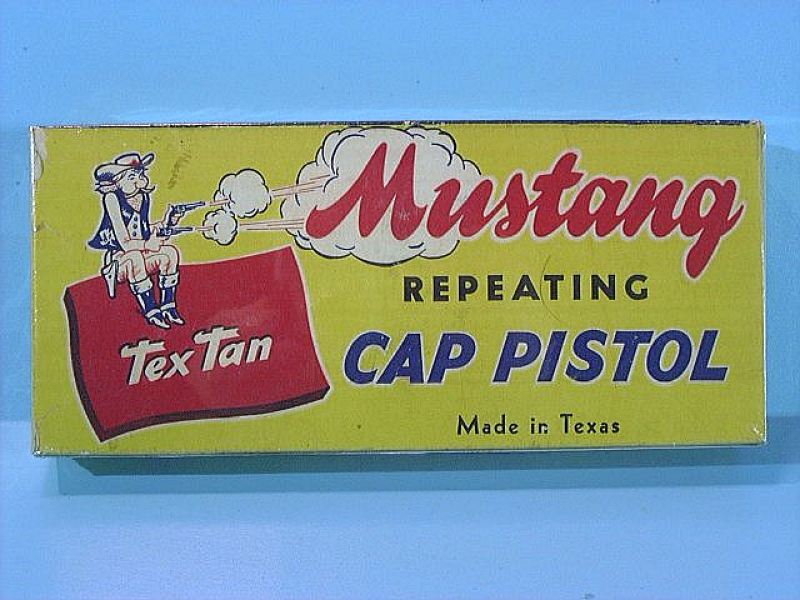 Mustang
REPEATING
CAP PISTOL
Tex Tan
Made in Texas